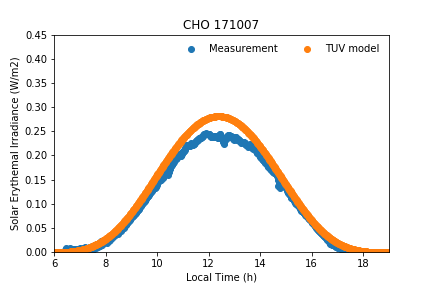 CHO 171007
Measurement
TUV model
Solar Erythemal Irradiance (W/m2)
0.45
0.40
0.35
0.30
0.25
0.20
0.15
0.10
0.05
0.00
6 8 10 12 14 16 18
Local Time (h)